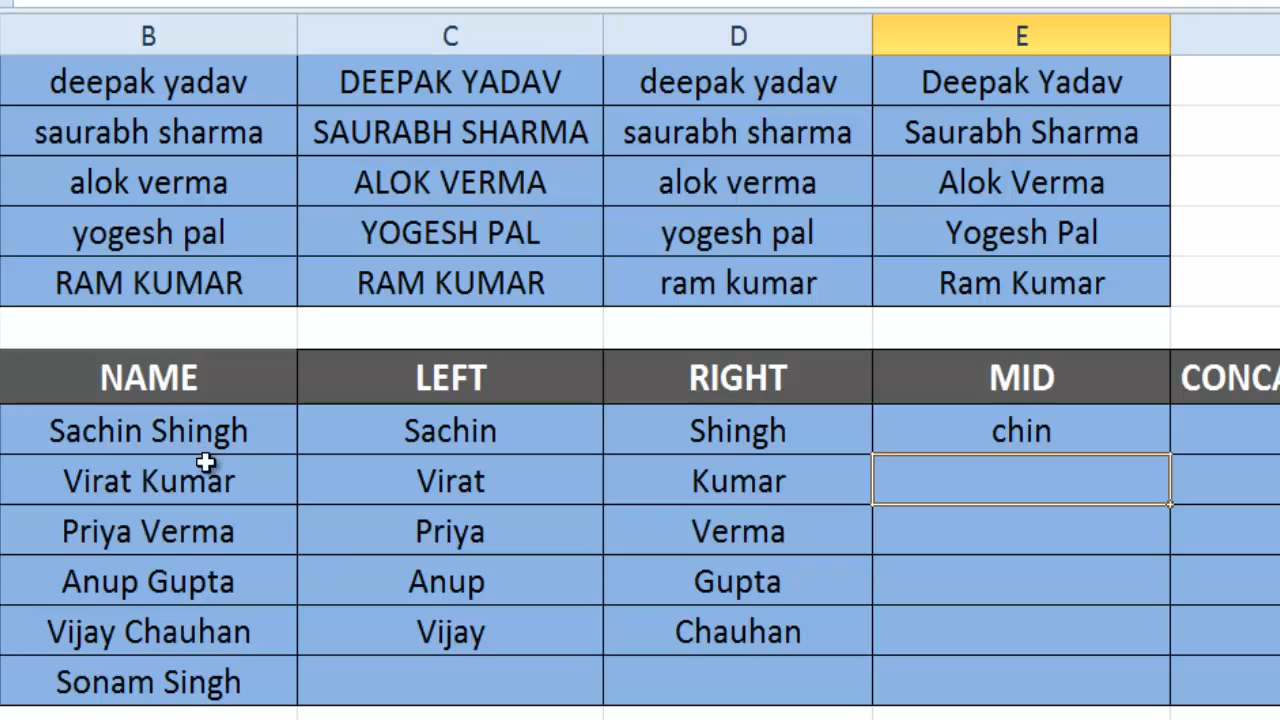 B C D E
deepak yadav DEEPAK YADAV deepak yadav Deepak Yadav
saurabh sharma SAURABH SHARMA saurabh sharma Saurabh Sharma
alok verma ALOK VERMA alok verma Alok Verma
yogesh pal YOGESH PAL yogesh pal Yogesh Pal
RAM KUMAR RAM KUMAR ram kumar Ram Kumar
NAME LEFT RIGHT MID CONCA
Sachin Shingh Sachin Shingh chin
Virat Kumar Virat Kumar
Priya Verma Priya Verma
Anup Gupta Anup Gupta
Vijay Chauhan Vijay Chauhan
Sonam Singh